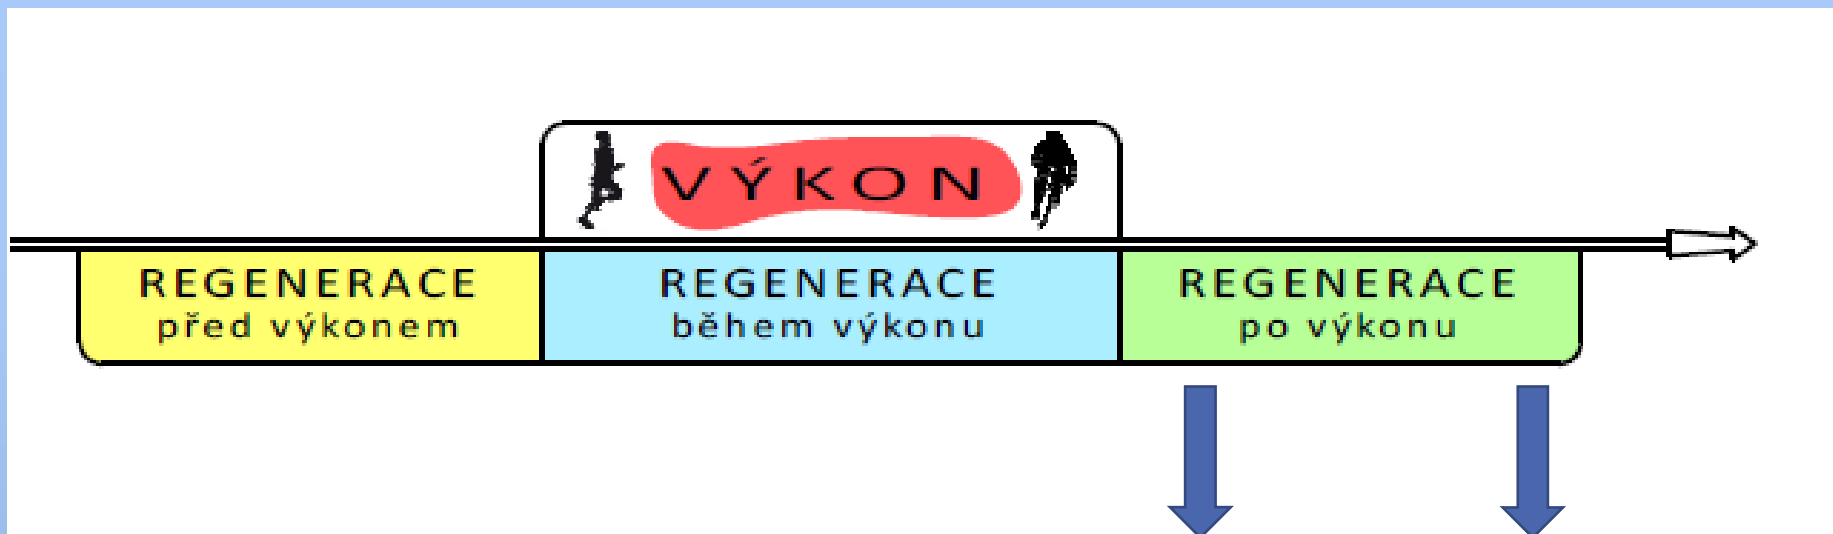 VÝKON
REGENERACE
před výkonem
REGENERACE
během výkonu
REGENERACE
po výkonu